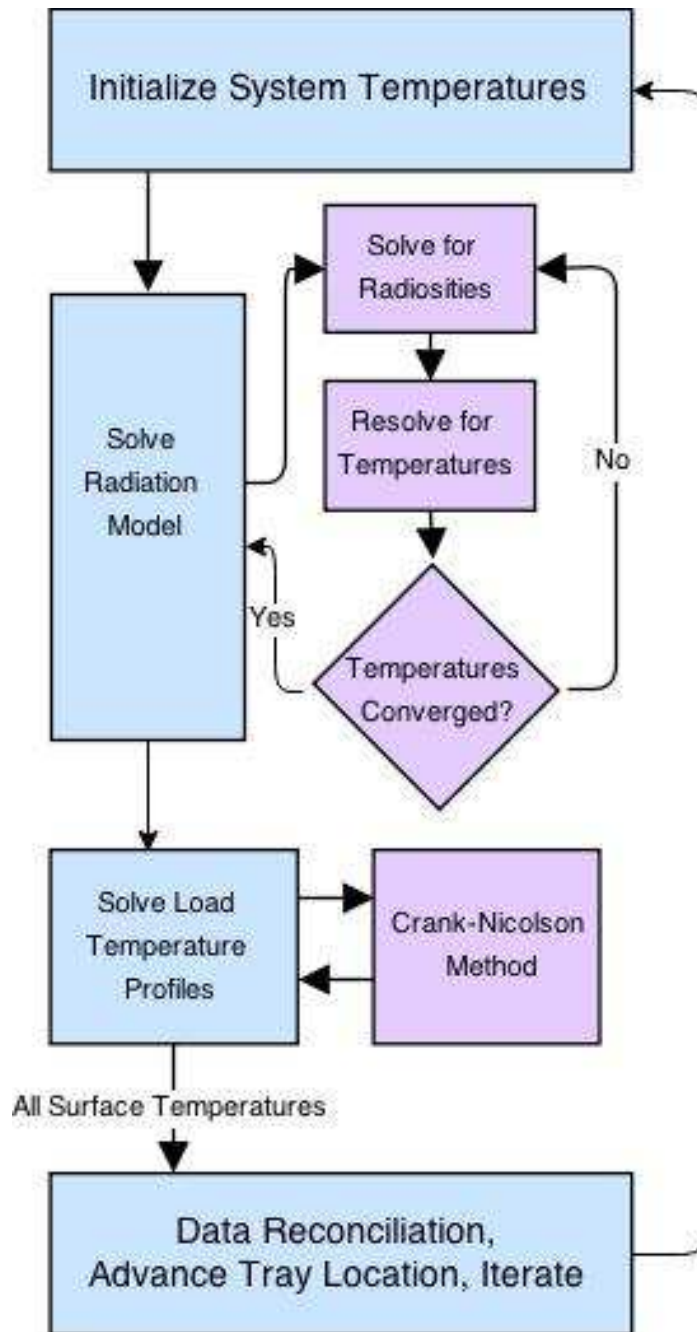 Initialize System Temperatures
Solve for
Radiosities
Solve
Radiation
Model
Resolve for
Temperatures
No
Yes
Temperatures
Converged?
Solve Load
Temperature
Profiles
Crank-Nicolson
Method
All Surface Temperatures
Data Reconciliation,
Advance Tray Location, Iterate